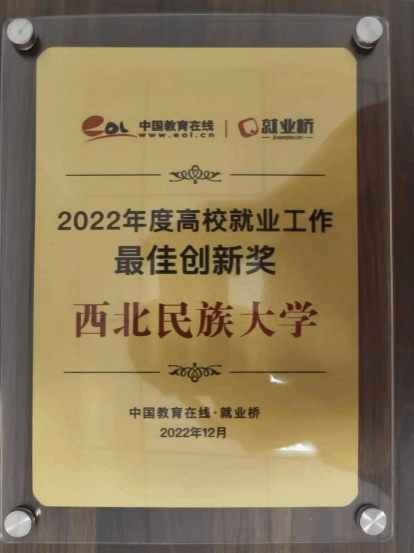 eol 中国教育在线 就业桥
www.eol.cn
2022年度高校就业工作
最佳创新奖
西北民族大学
中国教育在线·就业桥
2022年12月